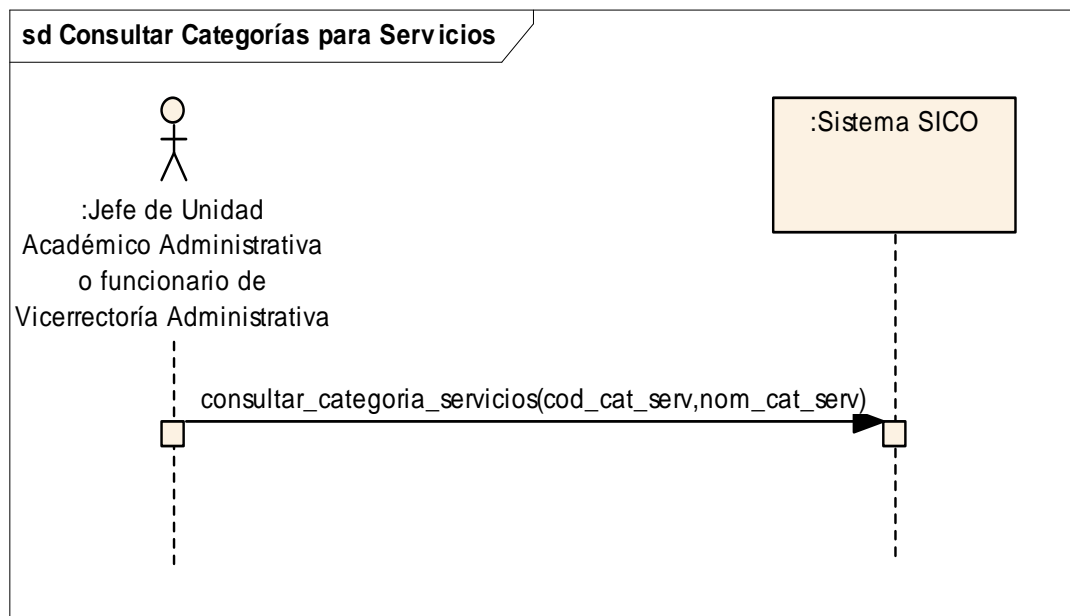 sd Consultar Categorías para Servicios
:Sistema SICO
:Jefe de Unidad
Académico Administrativa
o funcionario de
Vicerrectoría Administrativa
consultar_categoria_servicios(cod_cat_serv,nom_cat_serv)